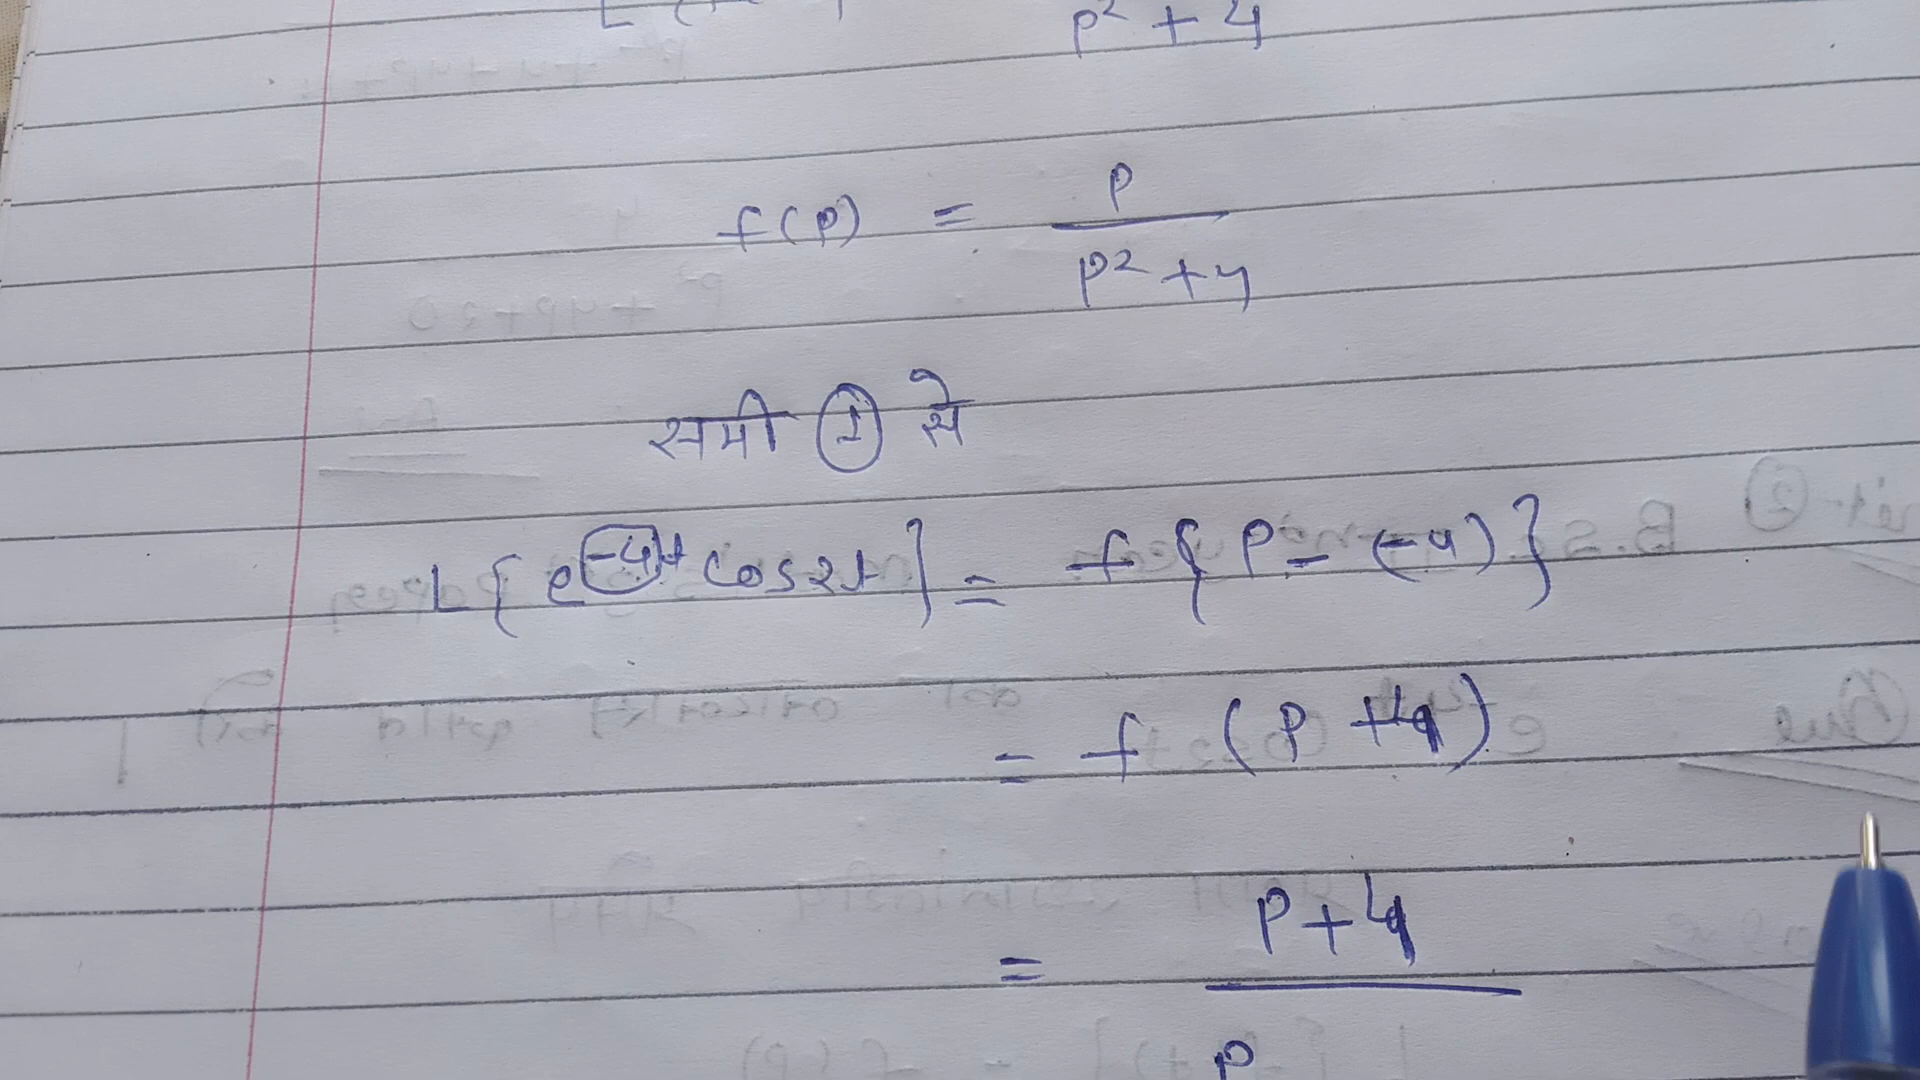 p² + 4
f(p) = p / p² + 4
समी ① से
L{e^(-4)t cos2t} = f{p - (-4)}
= f(p + 4)
= p + 4
p